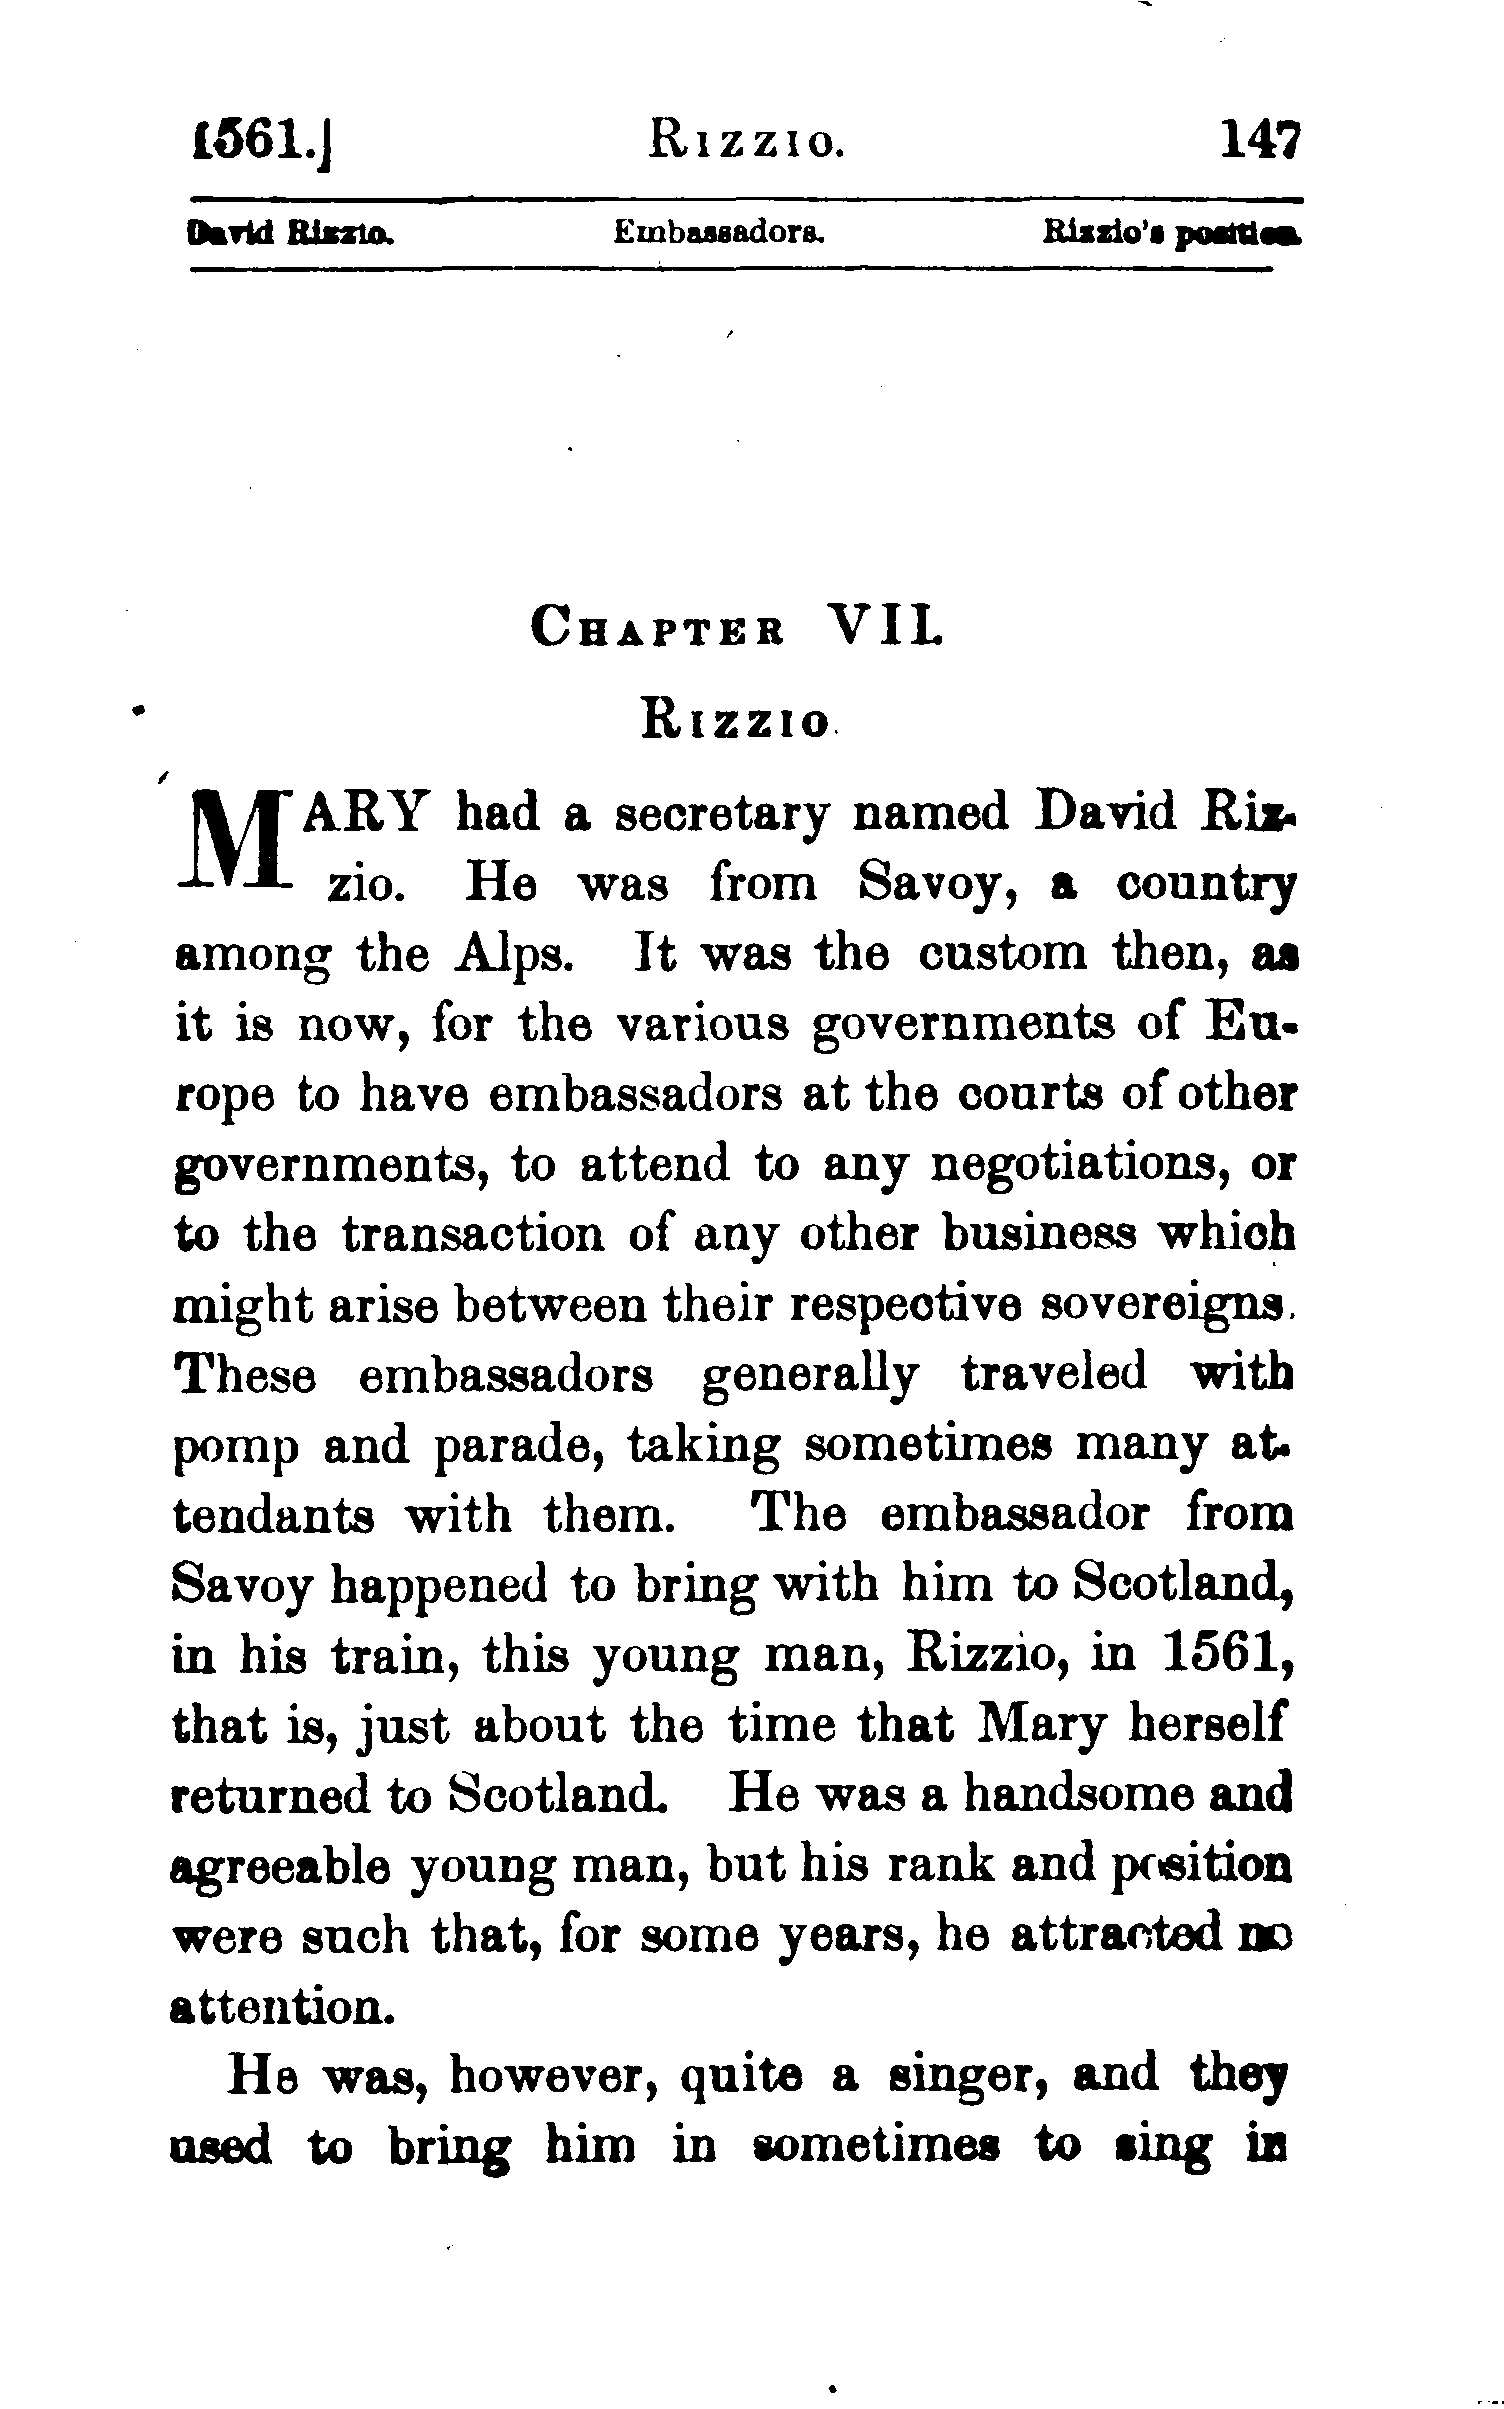 1561.] Rizzio. 147
David Rizzio. Embassadors. Rizzio's position.
Chapter VII.
Rizzio.
MARY had a secretary named David Riz-
zio. He was from Savoy, a country
among the Alps. It was the custom then, as
it is now, for the various governments of Eu-
rope to have embassadors at the courts of other
governments, to attend to any negotiations, or
to the transaction of any other business which
might arise between their respective sovereigns.
These embassadors generally traveled with
pomp and parade, taking sometimes many at-
tendants with them. The embassador from
Savoy happened to bring with him to Scotland,
in his train, this young man, Rizzio, in 1561,
that is, just about the time that Mary herself
returned to Scotland. He was a handsome and
agreeable young man, but his rank and position
were such that, for some years, he attracted no
attention.
He was, however, quite a singer, and they
used to bring him in sometimes to sing in